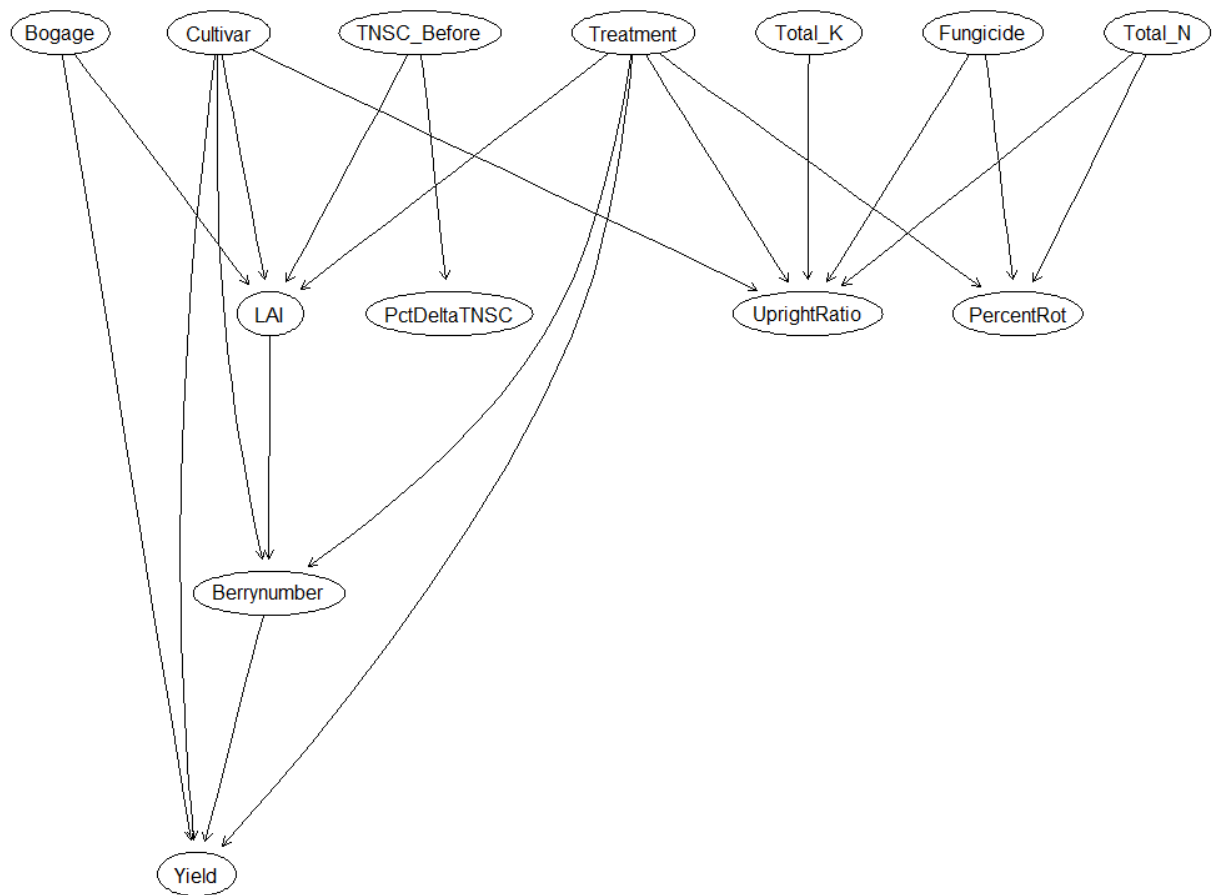 Bogage Cultivar TNSC_Before Treatment Total_K Fungicide Total_N
LAI PctDeltaTNSC UprightRatio PercentRot
Berrynumber
Yield